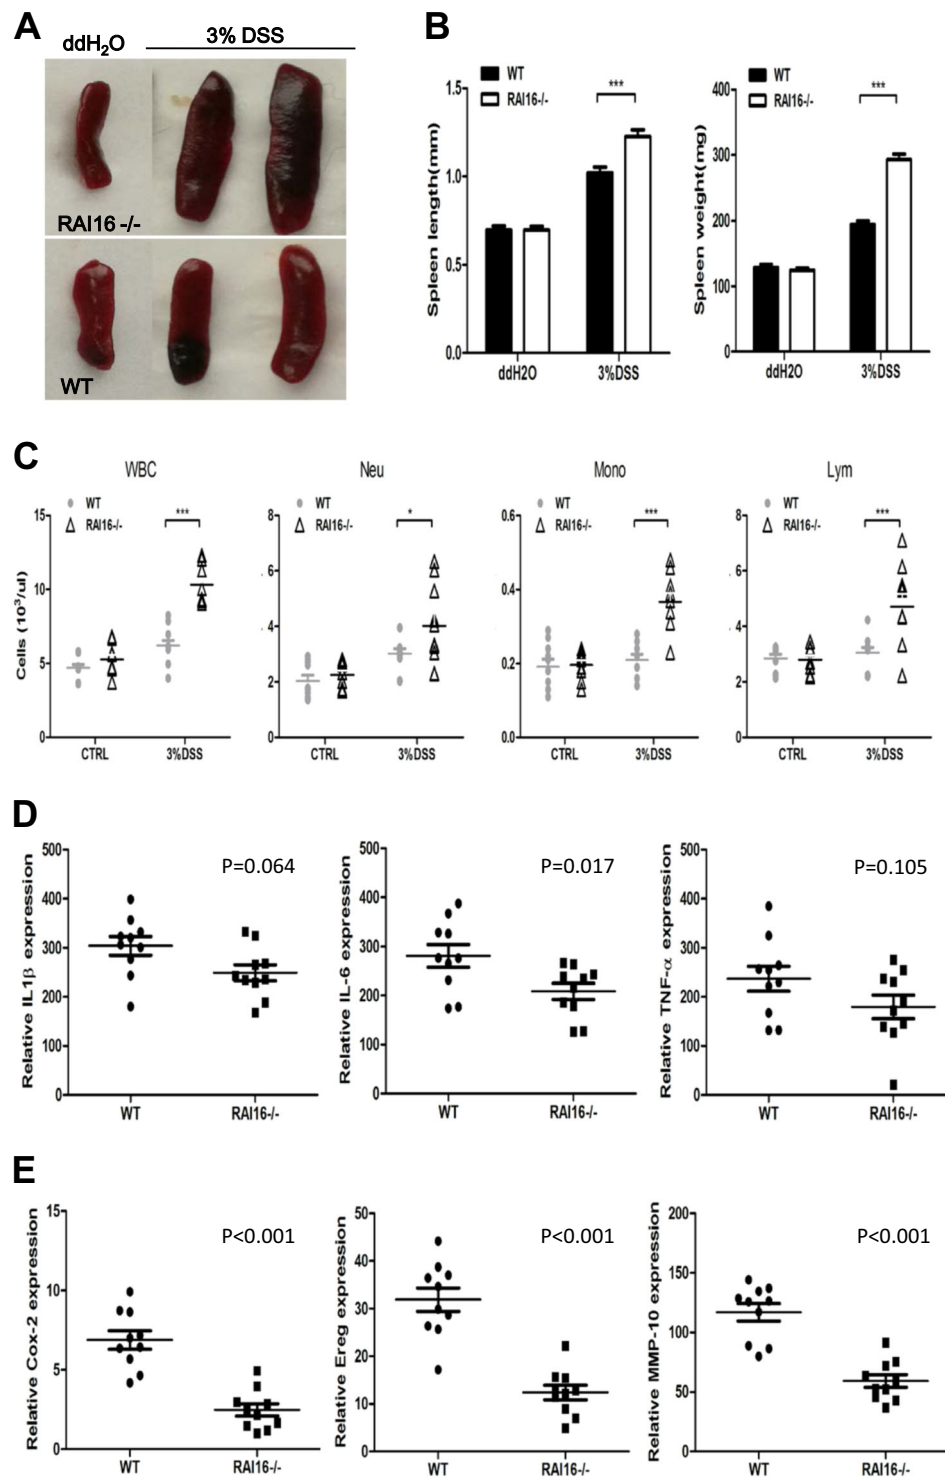 A
ddH2O
3% DSS
RAI16 -/-
WT
B
WT
RAI16-/-
***
Spleen length(mm)
1.5
1.0
0.5
0.0
ddH2O
3%DSS
WT
RAI16-/-
***
Spleen weight(mg)
400
300
200
100
0
ddH2O
3%DSS
C
WBC
WT
RAI16-/-
***
Cells (10³/ul)
15
10
5
0
CTRL
3%DSS
Neu
WT
RAI16-/-
*
8
6
4
2
0
CTRL
3%DSS
Mono
WT
RAI16-/-
***
0.6
0.4
0.2
0.0
CTRL
3%DSS
Lym
WT
RAI16-/-
***
8
6
4
2
0
CTRL
3%DSS
D
Relative IL1β expression
500
400
300
200
100
0
P=0.064
WT
RAI16-/-
Relative IL-6 expression
500
400
300
200
100
0
P=0.017
WT
RAI16-/-
Relative TNF-α expression
500
400
300
200
100
0
P=0.105
WT
RAI16-/-
E
Relative Cox-2 expression
15
10
5
0
P<0.001
WT
RAI16-/-
Relative Ereg expression
50
40
30
20
10
0
P<0.001
WT
RAI16-/-
Relative MMP-10 expression
200
150
100
50
0
P<0.001
WT
RAI16-/-